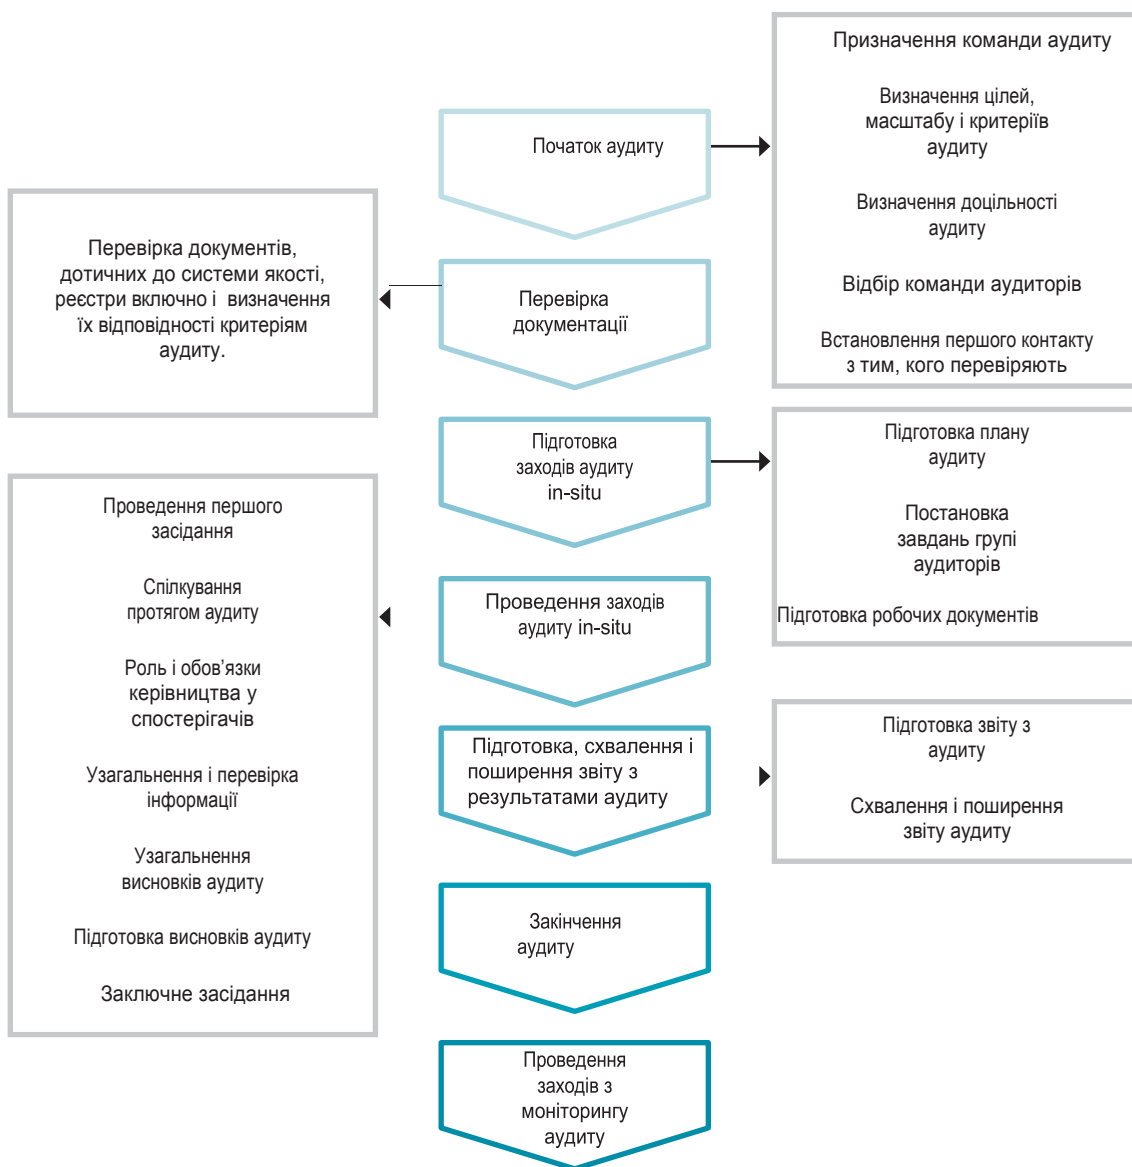 Призначення команди аудиту
Визначення цілей,
масштабу і критеріїв
аудиту
Визначення доцільності
аудиту
Відбір команди аудиторів
Встановлення першого контакту
з тим, кого перевіряють
Початок аудиту
Перевірка документів,
дотичних до системи якості,
реєстри включно і визначення
їх відповідності критеріям
аудиту.
Перевірка
документації
Підготовка
заходів аудиту
in-situ
Підготовка плану
аудиту
Постановка
завдань групі
аудиторів
Підготовка робочих документів
Проведення першого
засідання
Спілкування
протягом аудиту
Роль і обов’язки
керівництва у
спостерігачів
Узагальнення і перевірка
інформації
Узагальнення
висновків аудиту
Підготовка висновків аудиту
Заключне засідання
Проведення заходів
аудиту in-situ
Підготовка, схвалення і
поширення звіту з
результатами аудиту
Підготовка звіту з
аудиту
Схвалення і поширення
звіту аудиту
Закінчення
аудиту
Проведення
заходів з
моніторингу
аудиту